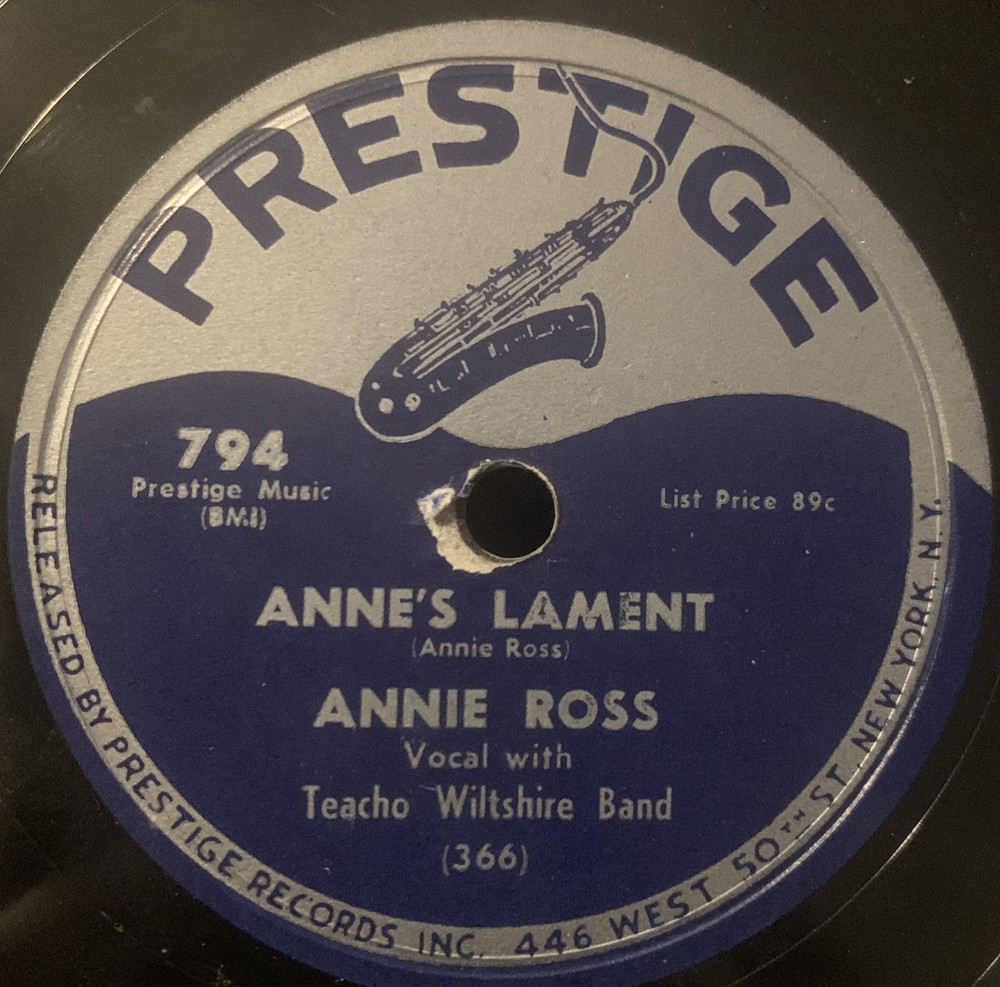 PRESTIGE
794
Prestige Music
(BMI)
List Price 89c
ANNE'S LAMENT
(Annie Ross)
ANNIE ROSS
Vocal with
Teacho Wiltshire Band
(366)
RELEASED BY PRESTIGE RECORDS INC. 446 WEST 50TH ST. NEW YORK, N.Y.